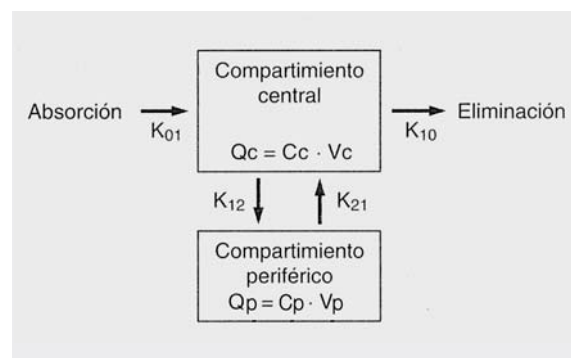 Compartimiento
central
Absorción
Eliminación
K01
K10
Qc = Cc · Vc
K12
K21
Compartimiento
periférico
Qp = Cp · Vp